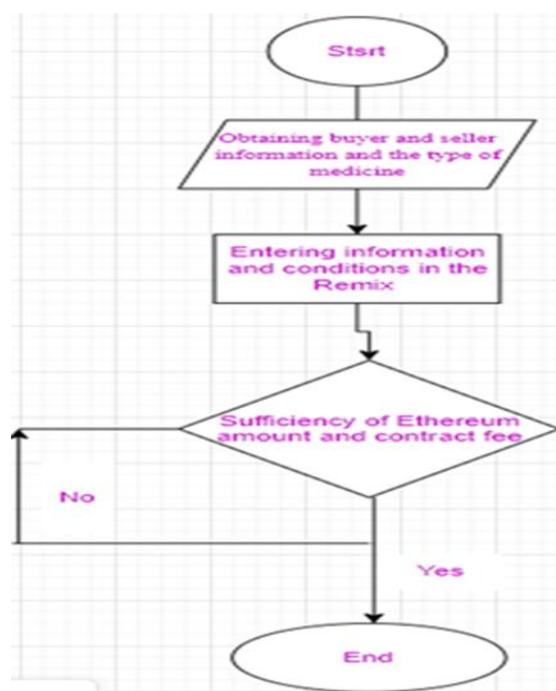 Stsrt
Obtaining buyer and seller
information and the type of
medicine
Entering information
and conditions in the
Remix
Sufficiency of Ethereum
amount and contract fee
No
Yes
End